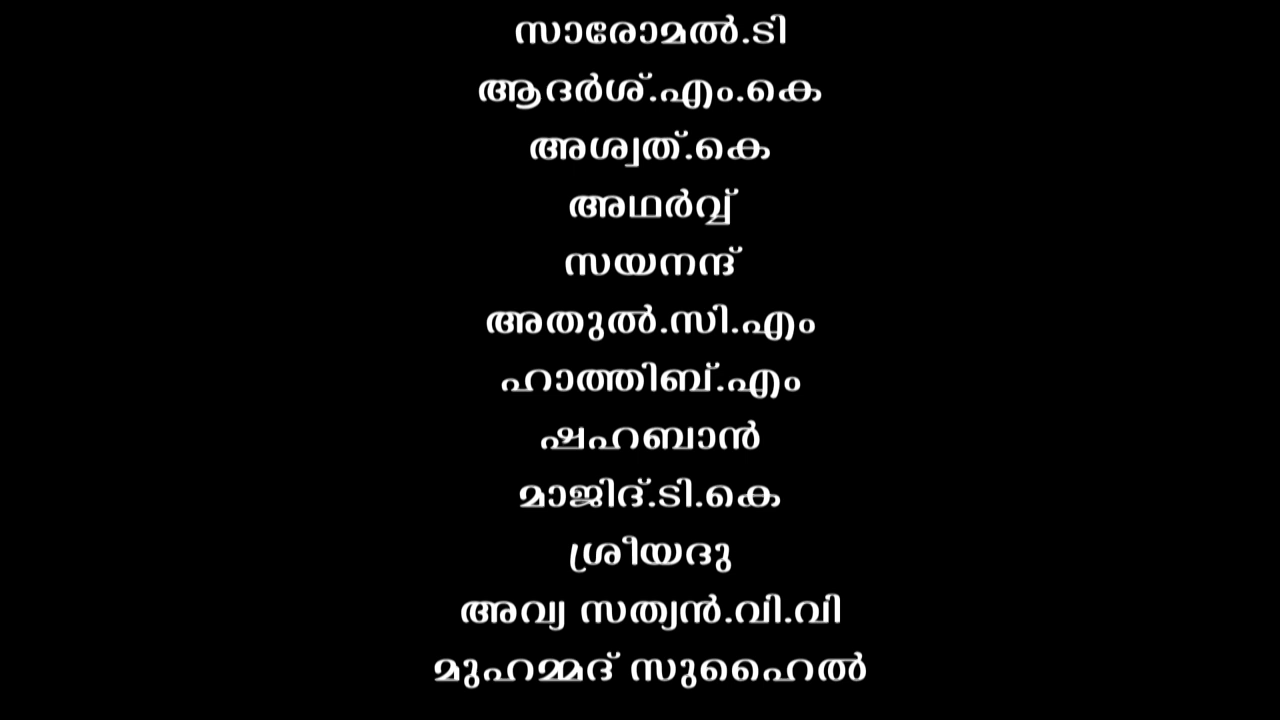 സാരോമൽ.ടി
ആദർശ്.എം.കെ
അശ്വത്.കെ
അഥർവ്വ്
സയനന്ദ്
അതുൽ.സി.എം
ഹാത്തിബ്.എം
ഷഹബാൻ
മാജിദ്.ടി.കെ
ശ്രീയദു
അവ്യ സത്യൻ.വി.വി
മുഹമ്മദ് സുഹൈൽ